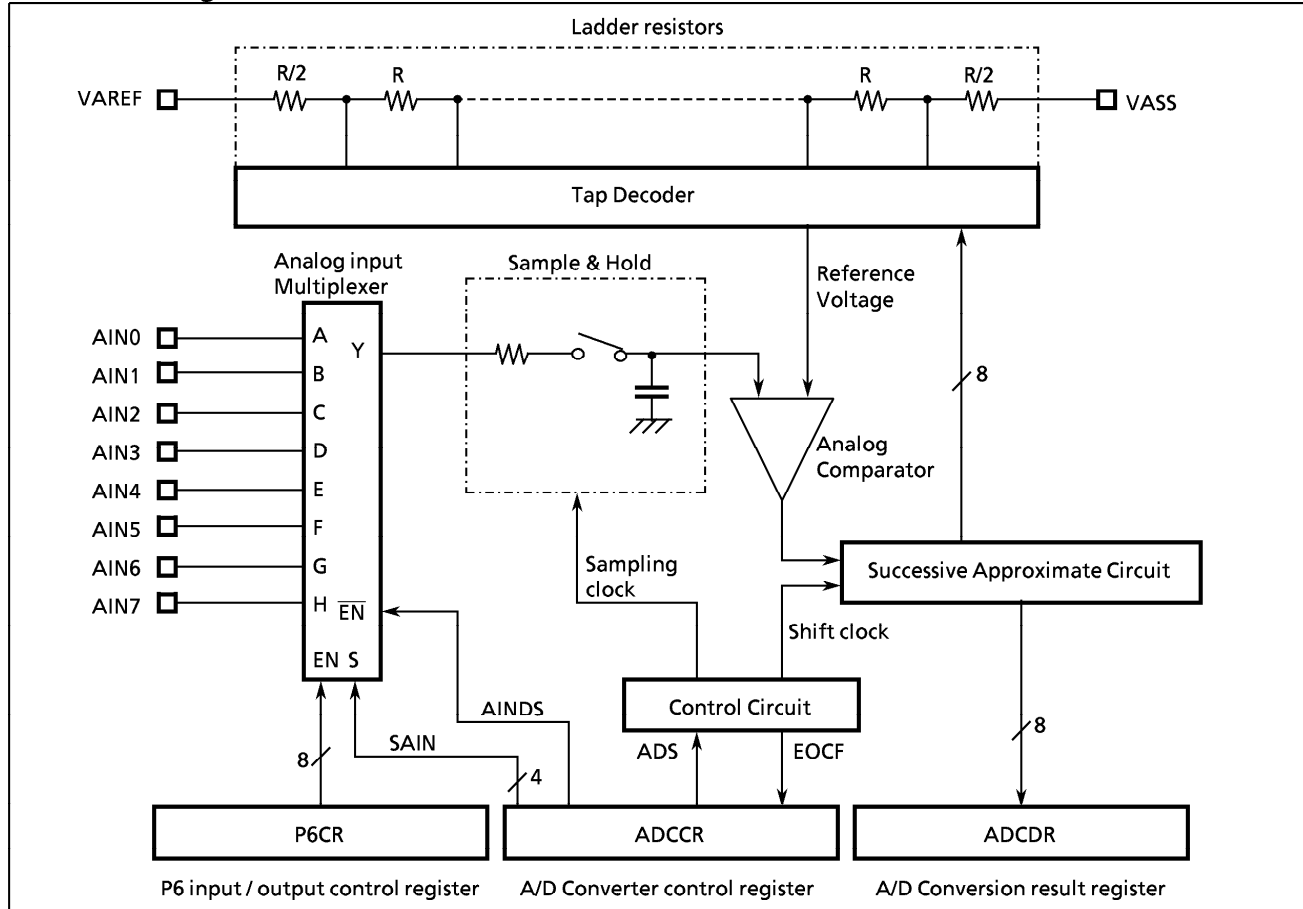 Ladder resistors
R/2
R
R
R/2
VAREF
VASS
Tap Decoder
Analog input
Multiplexer
Sample & Hold
Reference
Voltage
AIN0
AIN1
AIN2
AIN3
AIN4
AIN5
AIN6
AIN7
A
B
C
D
E
F
G
H
Y
EN
EN S
8
Analog
Comparator
Sampling
clock
Successive Approximate Circuit
Shift clock
Control Circuit
AINDS
SAIN
ADS
EOCF
8
4
8
P6CR
ADCCR
ADCDR
P6 input / output control register
A/D Converter control register
A/D Conversion result register